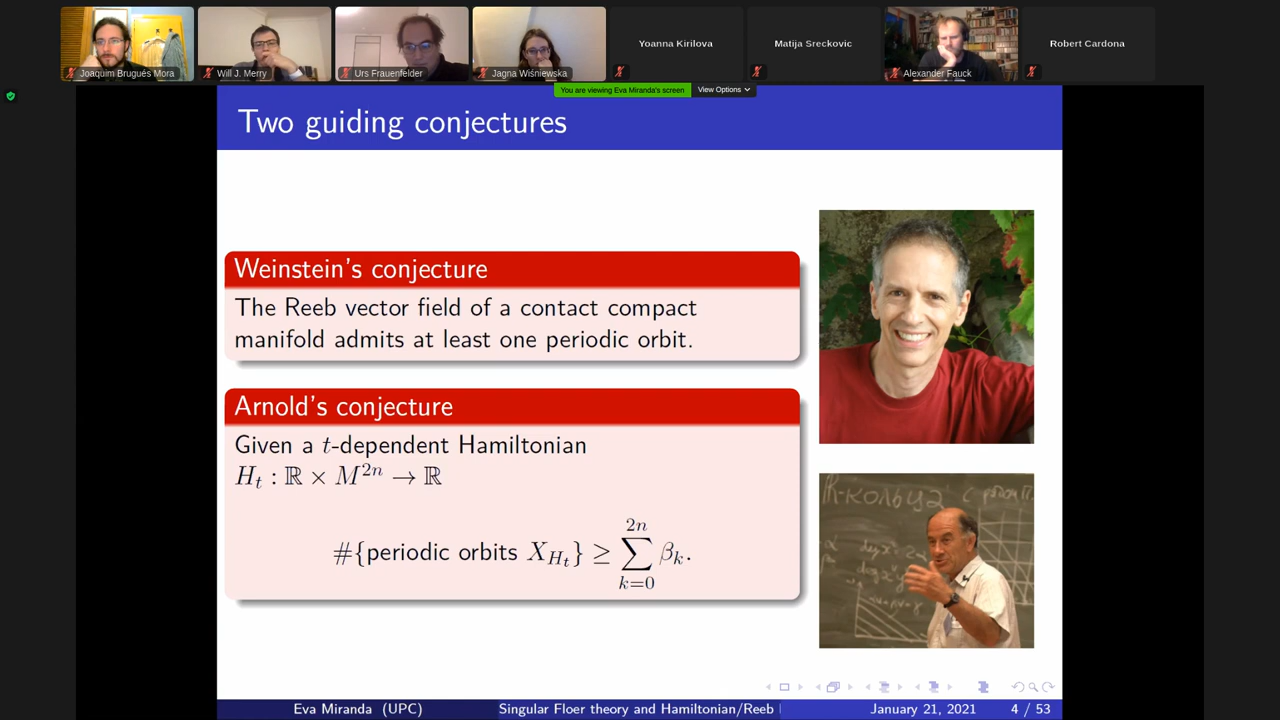 Joaquim Brugués Mora
Will J. Merry
Urs Frauenfelder
Jagna Wiśniewska
Yoanna Kirilova
Matija Sreckovic
Alexander Fauck
Robert Cardona
You are viewing Eva Miranda's screen
View Options
Two guiding conjectures
Weinstein's conjecture
The Reeb vector field of a contact compact
manifold admits at least one periodic orbit.
Arnold's conjecture
Given a t-dependent Hamiltonian
H_t : ℝ × M^{2n} → ℝ
#{periodic orbits X_{H_t}} ≥ ∑_{k=0}^{2n} β_k.
Eva Miranda (UPC)
Singular Floer theory and Hamiltonian/Reeb
January 21, 2021
4 / 53